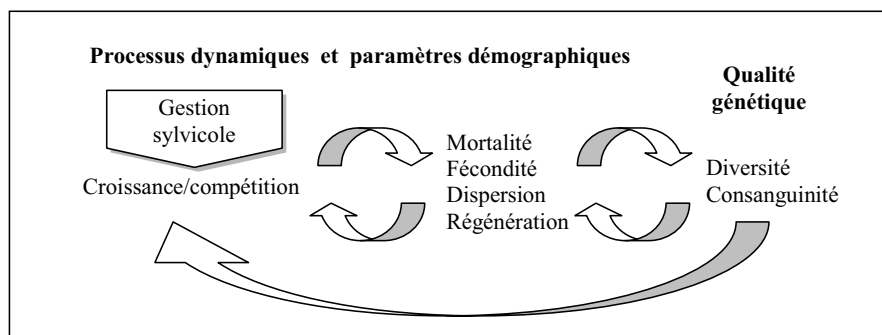 Processus dynamiques et paramètres démographiques
Qualité
génétique
Gestion
sylvicole
Croissance/compétition
Mortalité
Fécondité
Dispersion
Régénération
Diversité
Consanguinité